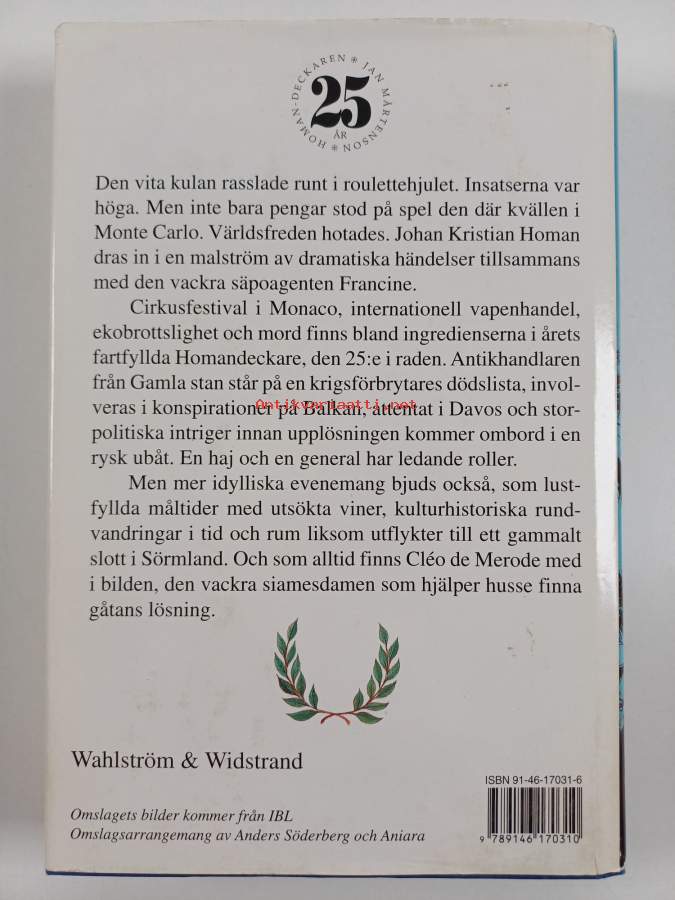 HOMAN-DECKAREN * JAN MÅRTENSON *
25
ÅR
Den vita kulan rasslade runt i roulettehjulet. Insatserna var
höga. Men inte bara pengar stod på spel den där kvällen i
Monte Carlo. Världsfreden hotades. Johan Kristian Homan
dras in i en malström av dramatiska händelser tillsammans
med den vackra säpoagenten Francine.
Cirkusfestival i Monaco, internationell vapenhandel,
ekobrottslighet och mord finns bland ingredienserna i årets
fartfyllda Homandeckare, den 25:e i raden. Antikhandlaren
från Gamla stan står på en krigsförbrytares dödslista, invol-
veras i konspirationer på Balkan, attentat i Davos och stor-
Antikvariaatti.net
politiska intriger innan upplösningen kommer ombord i en
rysk ubåt. En haj och en general har ledande roller.
Men mer idylliska evenemang bjuds också, som lust-
fyllda måltider med utsökta viner, kulturhistoriska rund-
vandringar i tid och rum liksom utflykter till ett gammalt
slott i Sörmland. Och som alltid finns Cléo de Merode med
i bilden, den vackra siamesdamen som hjälper husse finna
gåtans lösning.
Wahlström & Widstrand
ISBN 91-46-17031-6
Omslagets bilder kommer från IBL
Omslagsarrangemang av Anders Söderberg och Aniara
9 789146 170310